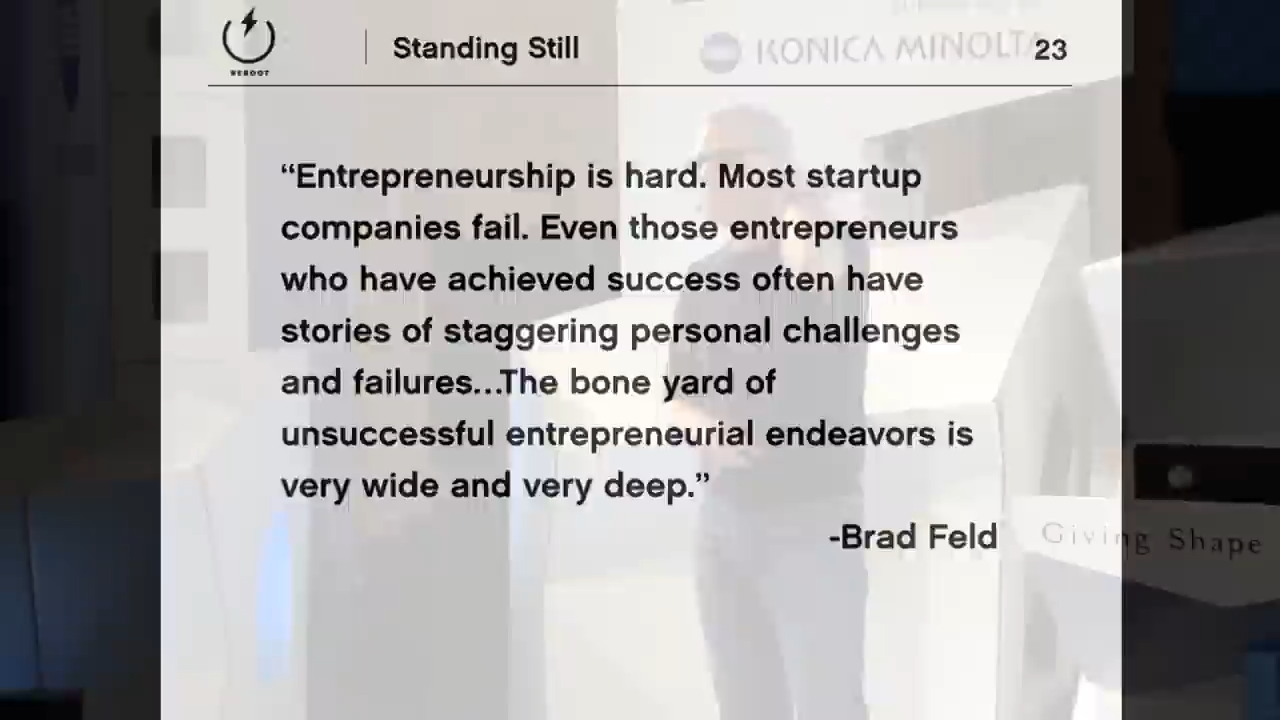 REBOOT
Standing Still
KONICA MINOLTA
23
“Entrepreneurship is hard. Most startup
companies fail. Even those entrepreneurs
who have achieved success often have
stories of staggering personal challenges
and failures...The bone yard of
unsuccessful entrepreneurial endeavors is
very wide and very deep.”
-Brad Feld
Giving Shape